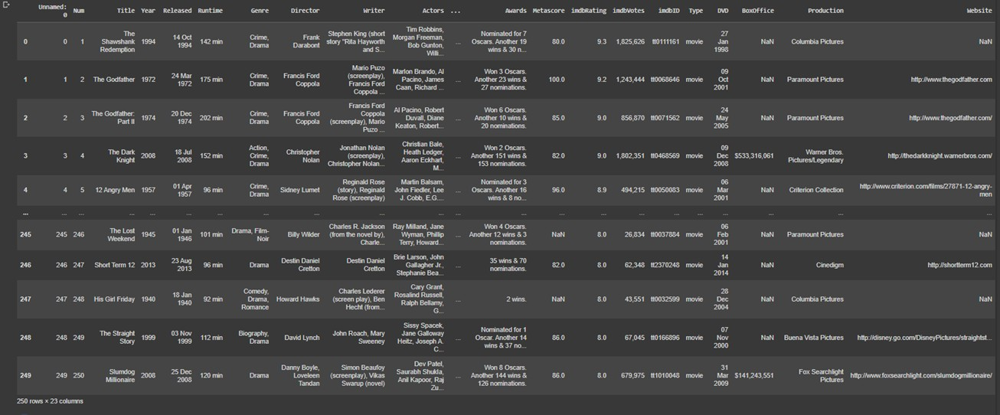 Unnamed: 0 Num Title Year Released Runtime Genre Director Writer Actors ... Awards Metascore imdbRating imdbVotes imdbID Type DVD BoxOffice Production Website
0 0 1 The Shawshank Redemption 1994 14 Oct 1994 142 min Crime, Drama Frank Darabont Stephen King (short story "Rita Hayworth and S... Tim Robbins, Morgan Freeman, Bob Gunton, Willi... ... Nominated for 7 Oscars. Another 19 wins & 30 n... 80.0 9.3 1,825,626 tt0111161 movie 27 Jan 1998 NaN Columbia Pictures NaN
1 1 2 The Godfather 1972 24 Mar 1972 175 min Crime, Drama Francis Ford Coppola Mario Puzo (screenplay), Francis Ford Coppola ... Marlon Brando, Al Pacino, James Caan, Richard ... ... Won 3 Oscars. Another 23 wins & 27 nominations. 100.0 9.2 1,243,444 tt0068646 movie 09 Oct 2001 NaN Paramount Pictures http://www.thegodfather.com
2 2 3 The Godfather: Part II 1974 20 Dec 1974 202 min Crime, Drama Francis Ford Coppola Francis Ford Coppola (screenplay), Mario Puzo ... Al Pacino, Robert Duvall, Diane Keaton, Robert... ... Won 6 Oscars. Another 10 wins & 20 nominations. 85.0 9.0 856,870 tt0071562 movie 24 May 2005 NaN Paramount Pictures http://www.thegodfather.com/
3 3 4 The Dark Knight 2008 18 Jul 2008 152 min Action, Crime, Drama Christopher Nolan Jonathan Nolan (screenplay), Christopher Nolan... Christian Bale, Heath Ledger, Aaron Eckhart, M... ... Won 2 Oscars. Another 151 wins & 153 nominations. 82.0 9.0 1,802,351 tt0468569 movie 09 Dec 2008 $533,316,061 Warner Bros. Pictures/Legendary http://thedarkknight.warnerbros.com/
4 4 5 12 Angry Men 1957 01 Apr 1957 96 min Crime, Drama Sidney Lumet Reginald Rose (story), Reginald Rose (screenplay) Martin Balsam, John Fiedler, Lee J. Cobb, E.G.... ... Nominated for 3 Oscars. Another 16 wins & 8 no... 96.0 8.9 494,215 tt0050083 movie 06 Mar 2001 NaN Criterion Collection http://www.criterion.com/films/27871-12-angry-men
... ... ... ... ... ... ... ... ... ... ... ... ... ... ... ... ... ... ... ... ... ...
245 245 246 The Lost Weekend 1945 01 Jan 1946 101 min Drama, Film-Noir Billy Wilder Charles R. Jackson (from the novel by), Charle... Ray Milland, Jane Wyman, Phillip Terry, Howard... ... Won 4 Oscars. Another 12 wins & 3 nominations. NaN 8.0 26,834 tt0037884 movie 06 Feb 2001 NaN Paramount Pictures NaN
246 246 247 Short Term 12 2013 23 Aug 2013 96 min Drama Destin Daniel Cretton Destin Daniel Cretton Brie Larson, John Gallagher Jr., Stephanie Bea... ... 35 wins & 70 nominations. 82.0 8.0 62,348 tt2370248 movie 14 Jan 2014 NaN Cinedigm http://shortterm12.com
247 247 248 His Girl Friday 1940 18 Jan 1940 92 min Comedy, Drama, Romance Howard Hawks Charles Lederer (screen play), Ben Hecht (from... Cary Grant, Rosalind Russell, Ralph Bellamy, G... ... 2 wins. NaN 8.0 43,551 tt0032599 movie 28 Dec 2004 NaN Columbia Pictures NaN
248 248 249 The Straight Story 1999 03 Nov 1999 112 min Biography, Drama David Lynch John Roach, Mary Sweeney Sissy Spacek, Jane Galloway Heitz, Joseph A. C... ... Nominated for 1 Oscar. Another 14 wins & 37 no... 86.0 8.0 67,045 tt0166896 movie 07 Nov 2000 NaN Buena Vista Pictures http://disney.go.com/DisneyPictures/straightst...
249 249 250 Slumdog Millionaire 2008 25 Dec 2008 120 min Drama Danny Boyle, Loveleen Tandan Simon Beaufoy (screenplay), Vikas Swarup (novel) Dev Patel, Saurabh Shukla, Anil Kapoor, Raj Zu... ... Won 8 Oscars. Another 144 wins & 126 nominations. 86.0 8.0 679,975 tt1010048 movie 31 Mar 2009 $141,243,551 Fox Searchlight Pictures http://www.foxsearchlight.com/slumdogmillionaire/
250 rows × 23 columns